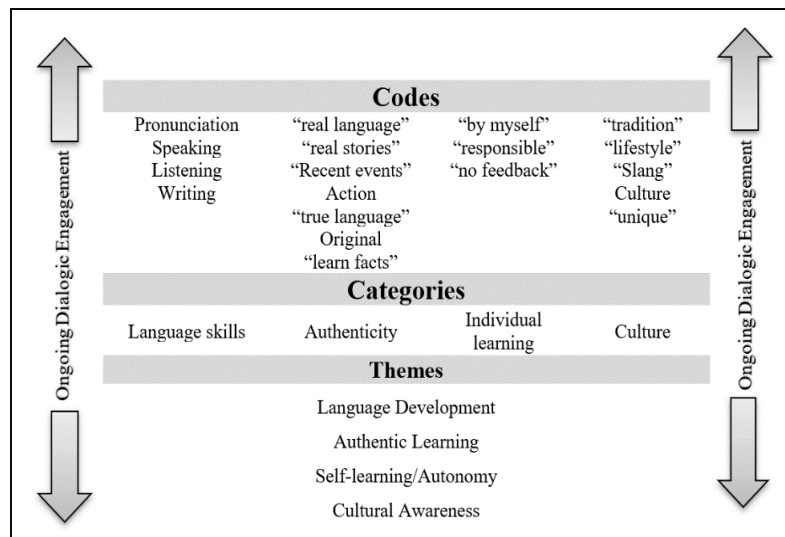 Ongoing Dialogic Engagement
Codes
Pronunciation “real language” “by myself” “tradition”
Speaking “real stories” “responsible” “lifestyle”
Listening “Recent events” “no feedback” “Slang”
Writing Action Culture
“true language” “unique”
Original
“learn facts”
Categories
Language skills Authenticity Individual learning Culture
Themes
Language Development
Authentic Learning
Self-learning/Autonomy
Cultural Awareness
Ongoing Dialogic Engagement